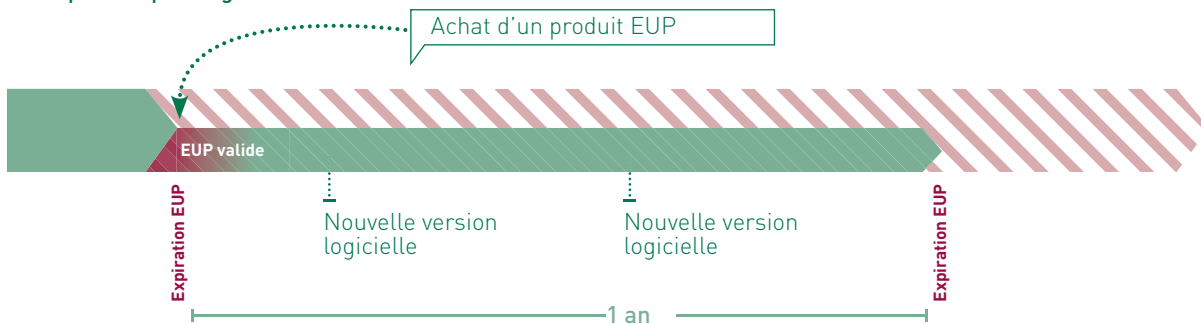 Achat d'un produit EUP
EUP valide
Expiration EUP
Nouvelle version
logicielle
Nouvelle version
logicielle
Expiration EUP
1 an